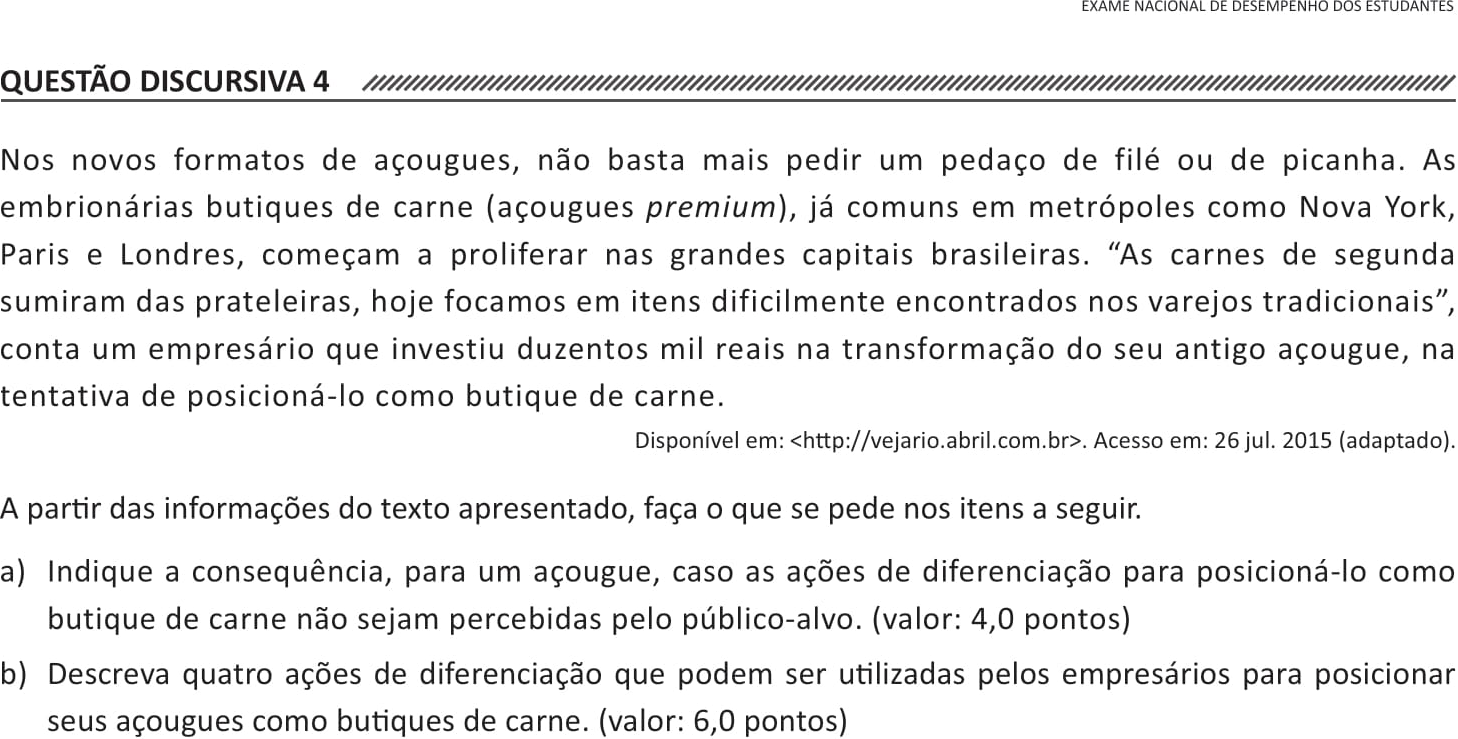 EXAME NACIONAL DE DESEMPENHO DOS ESTUDANTES
QUESTÃO DISCURSIVA 4
Nos novos formatos de açougues, não basta mais pedir um pedaço de filé ou de picanha. As
embrionárias butiques de carne (açougues premium), já comuns em metrópoles como Nova York,
Paris e Londres, começam a proliferar nas grandes capitais brasileiras. “As carnes de segunda
sumiram das prateleiras, hoje focamos em itens dificilmente encontrados nos varejos tradicionais”,
conta um empresário que investiu duzentos mil reais na transformação do seu antigo açougue, na
tentativa de posicioná-lo como butique de carne.
Disponível em: <http://vejario.abril.com.br>. Acesso em: 26 jul. 2015 (adaptado).
A partir das informações do texto apresentado, faça o que se pede nos itens a seguir.
a) Indique a consequência, para um açougue, caso as ações de diferenciação para posicioná-lo como
butique de carne não sejam percebidas pelo público-alvo. (valor: 4,0 pontos)
b) Descreva quatro ações de diferenciação que podem ser utilizadas pelos empresários para posicionar
seus açougues como butiques de carne. (valor: 6,0 pontos)